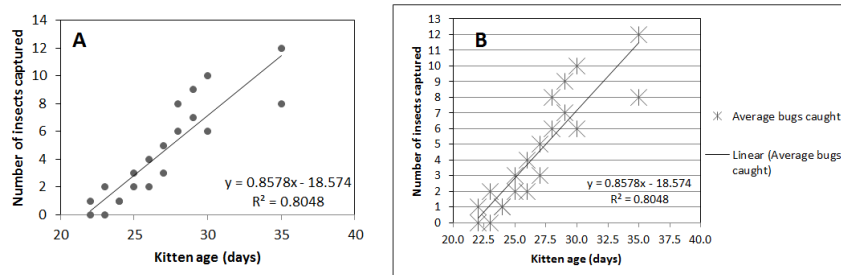 A
Number of insects captured
14
12
10
8
6
4
2
0
20
25
30
35
40
Kitten age (days)
y = 0.8578x - 18.574
R² = 0.8048
B
Number of insects captured
13
12
11
10
9
8
7
6
5
4
3
2
1
0
20.0
22.5
25.0
27.5
30.0
32.5
35.0
37.5
40.0
Kitten age (days)
y = 0.8578x - 18.574
R² = 0.8048
Average bugs caught
Linear (Average bugs
caught)